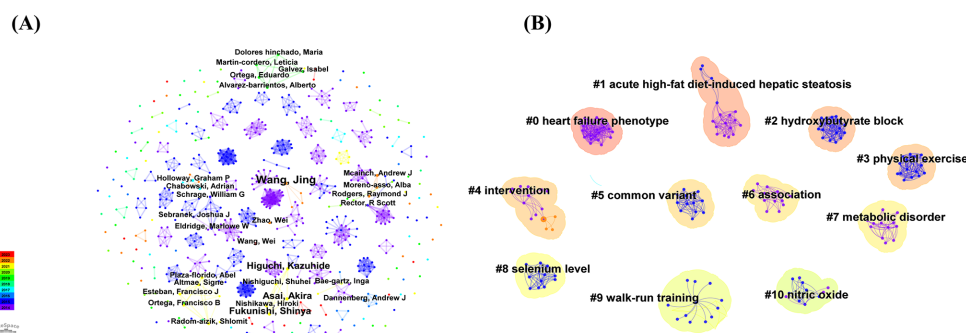 (A)
(B)
Dolores hinchado, Maria
Martin-cordero, Leticia
Galvez, Isabel
Ortega, Eduardo
Alvarez-barrientos, Alberto
Holloway, Graham P
Chabowski, Adrian
Schrage, William G
Wang, Jing
Mcainch, Andrew J
Moreno-aso, Alba
Rodgers, Raymond J
Rector, R Scott
Sebranek, Joshua J
Eldridge, Marlowe W
Zhao, Wei
Wang, Wei
Higuchi, Kazuhide
Plaza-florido, Abel
Altmae, Signe
Nishiguchi, Shuhei
Bae-gartz, Inga
Esteban, Francisco J
Asai, Akira
Dannenberg, Andrew J
Ortega, Francisco B
Nishikawa, Hiroki
Fukunishi, Shinya
Radom-aizik, Shlomit
#1 acute high-fat diet-induced hepatic steatosis
#0 heart failure phenotype
#2 hydroxybutyrate block
#3 physical exercise
#4 intervention
#5 common variant
#6 association
#7 metabolic disorder
#8 selenium level
#9 walk-run training
#10 nitric oxide